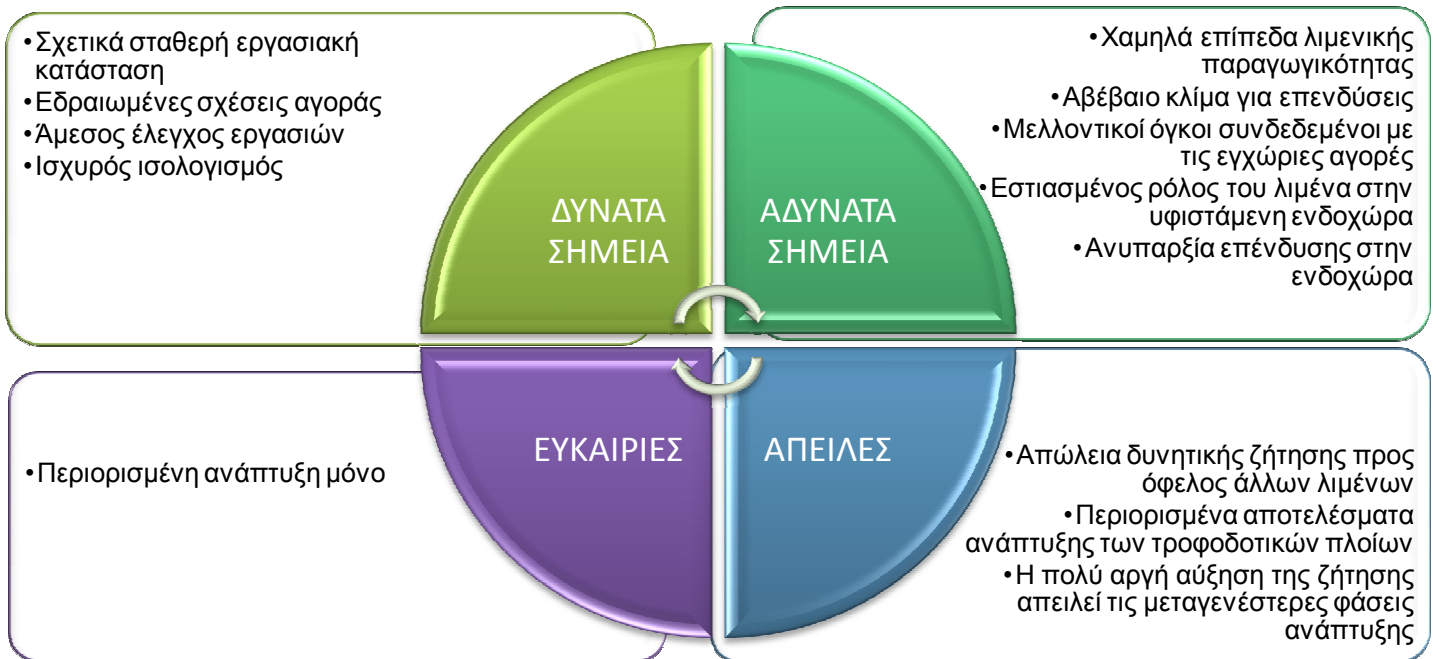 •Σχετικά σταθερή εργασιακή
κατάσταση
•Εδραιωμένες σχέσεις αγοράς
•Άμεσος έλεγχος εργασιών
•Ισχυρός ισολογισμός
ΔΥΝΑΤΑ
ΣΗΜΕΙΑ
ΑΔΥΝΑΤΑ
ΣΗΜΕΙΑ
•Χαμηλά επίπεδα λιμενικής
παραγωγικότητας
•Αβέβαιο κλίμα για επενδύσεις
•Μελλοντικοί όγκοι συνδεδεμένοι με
τις εγχώριες αγορές
•Εστιασμένος ρόλος του λιμένα στην
υφιστάμενη ενδοχώρα
•Ανυπαρξία επένδυσης στην
ενδοχώρα
•Περιορισμένη ανάπτυξη μόνο
ΕΥΚΑΙΡΙΕΣ
ΑΠΕΙΛΕΣ
•Απώλεια δυνητικής ζήτησης προς
όφελος άλλων λιμένων
•Περιορισμένα αποτελέσματα
ανάπτυξης των τροφοδοτικών πλοίων
•Η πολύ αργή αύξηση της ζήτησης
απειλεί τις μεταγενέστερες φάσεις
ανάπτυξης